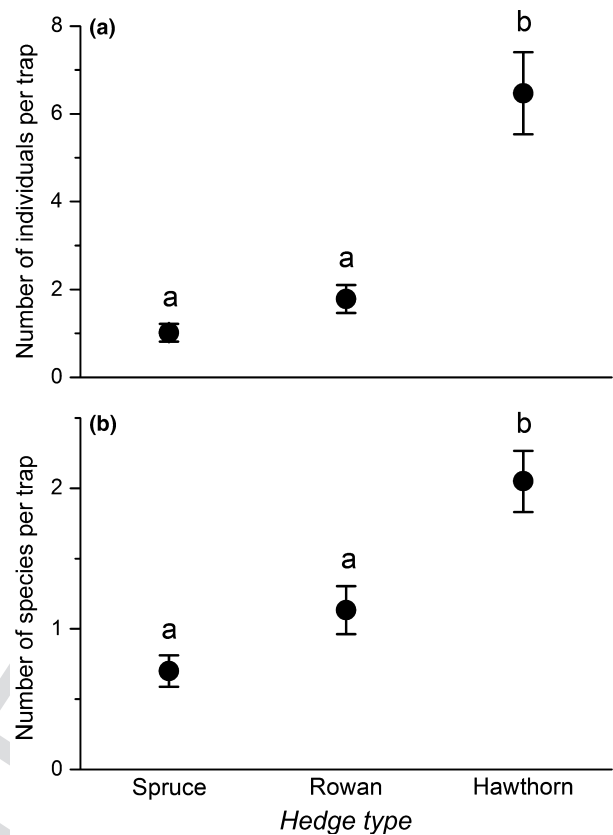 (a)
Number of individuals per trap
8
6
4
2
0
a
a
b
(b)
Number of species per trap
2
1
0
a
a
b
Spruce Rowan Hawthorn
Hedge type